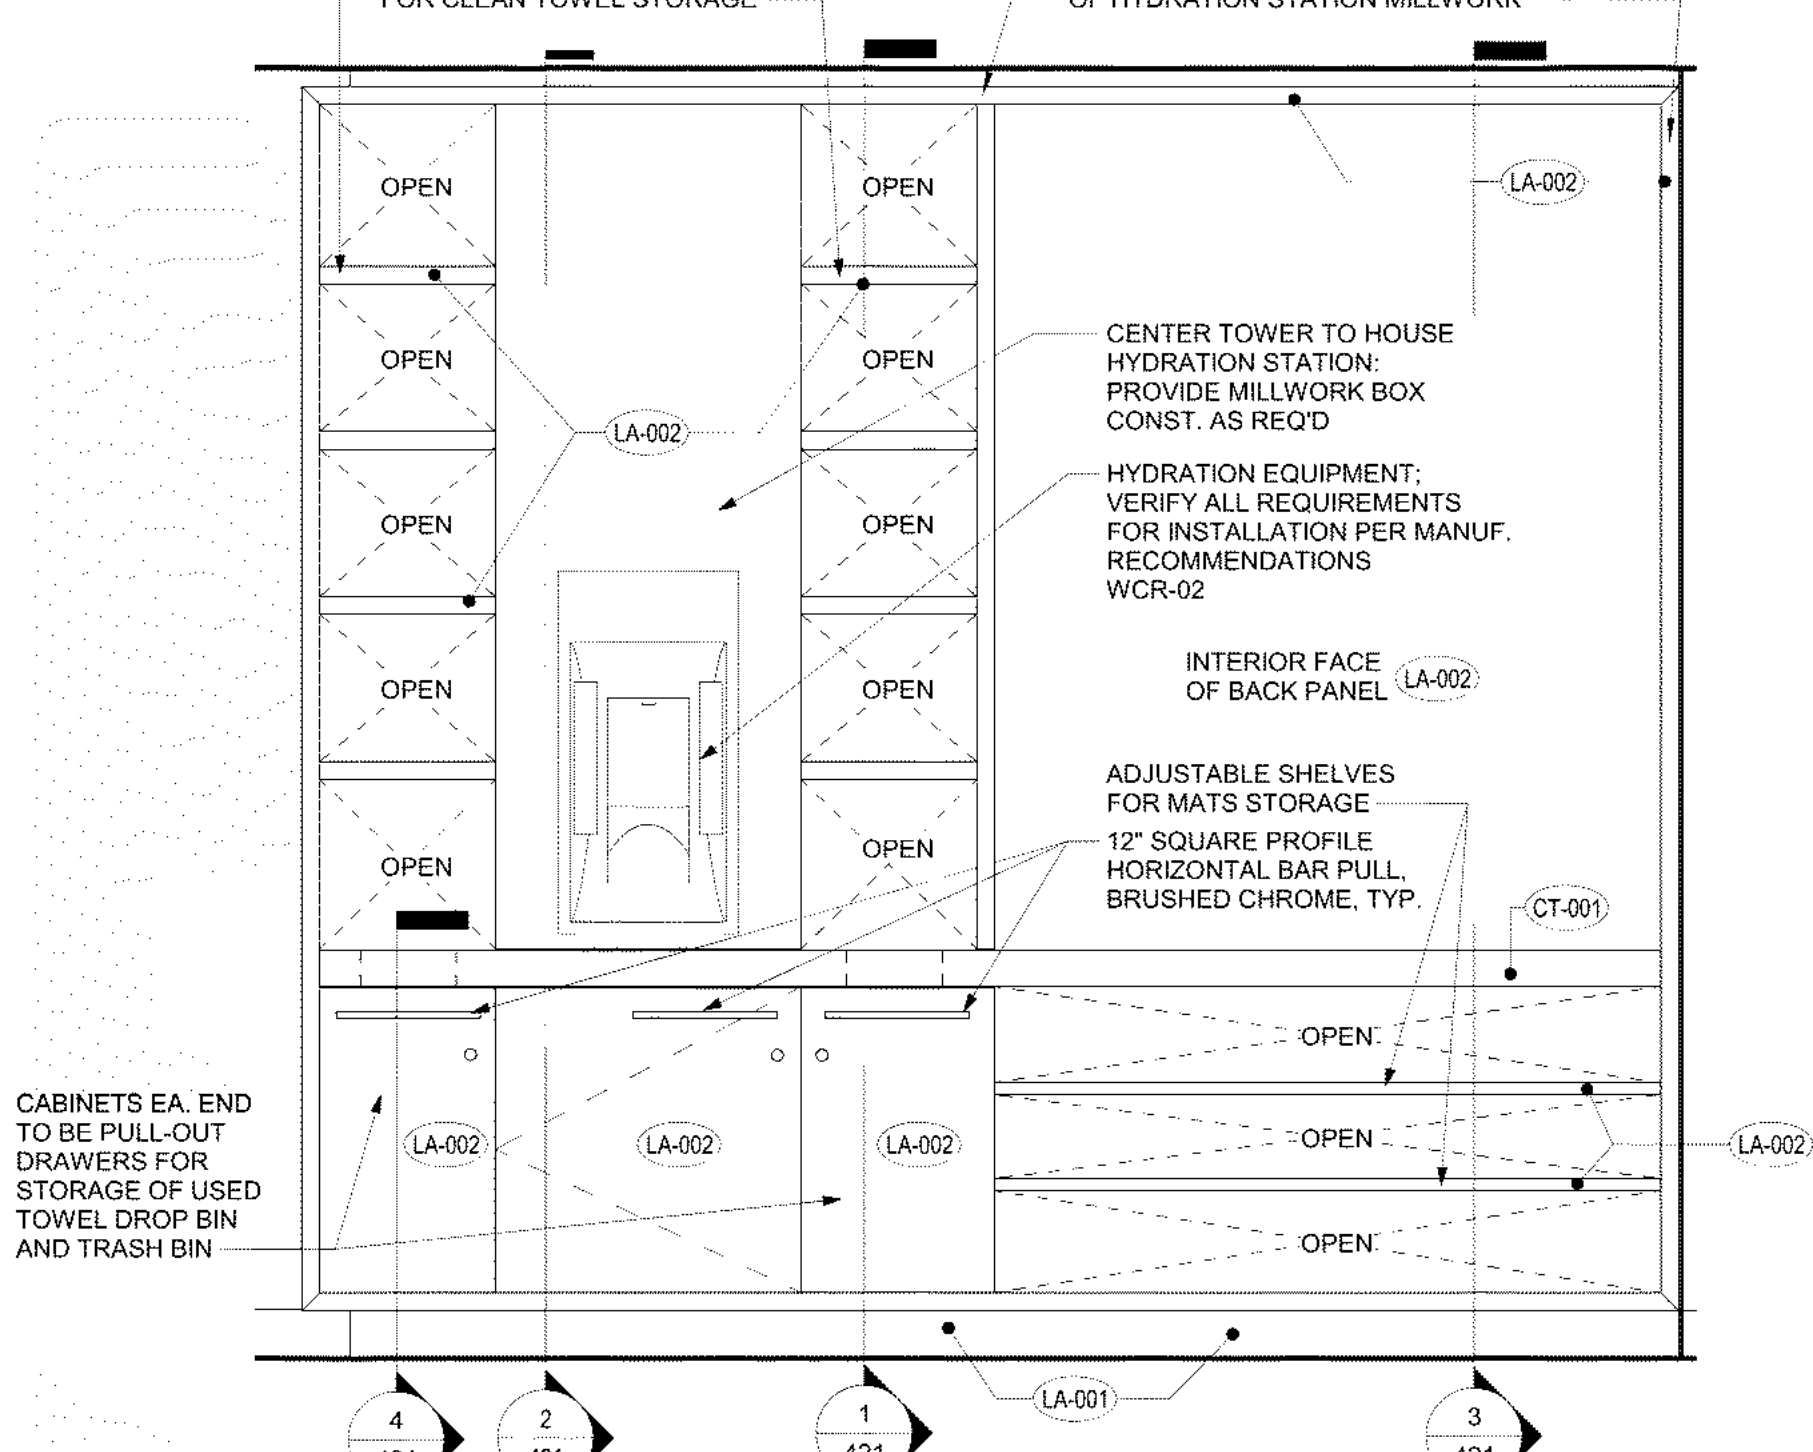 FOR CLEAN TOWEL STORAGE
OF HYDRATION STATION MILLWORK
OPEN
OPEN
LA-002
OPEN
OPEN
CENTER TOWER TO HOUSE
HYDRATION STATION:
PROVIDE MILLWORK BOX
CONST. AS REQ'D
LA-002
HYDRATION EQUIPMENT;
VERIFY ALL REQUIREMENTS
FOR INSTALLATION PER MANUF.
RECOMMENDATIONS
WCR-02
OPEN
OPEN
INTERIOR FACE
OF BACK PANEL
LA-002
OPEN
OPEN
ADJUSTABLE SHELVES
FOR MATS STORAGE
12" SQUARE PROFILE
HORIZONTAL BAR PULL,
BRUSHED CHROME, TYP.
OPEN
OPEN
CT-001
OPEN
CABINETS EA. END
TO BE PULL-OUT
DRAWERS FOR
STORAGE OF USED
TOWEL DROP BIN
AND TRASH BIN
LA-002
LA-002
LA-002
OPEN
LA-002
OPEN
LA-001
4
2
1
3